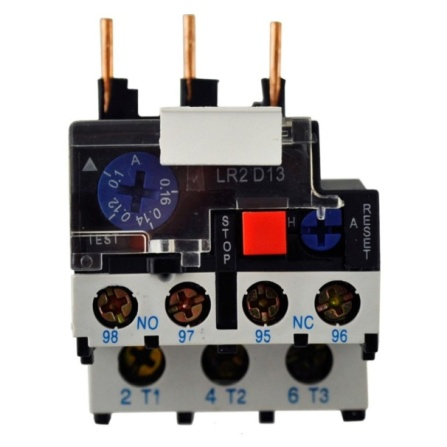 A
0.1 0.12 0.14 0.16
LR2 D13
TEST
STOP
H A
RESET
98 NO 97 95 NC 96
2 T1 4 T2 6 T3